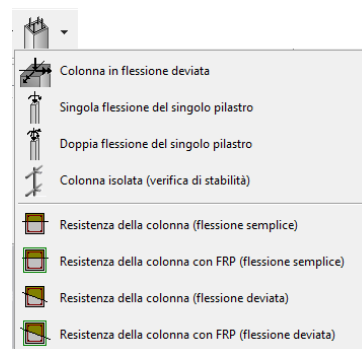 Colonna in flessione deviata
Singola flessione del singolo pilastro
Doppia flessione del singolo pilastro
Colonna isolata (verifica di stabilità)
Resistenza della colonna (flessione semplice)
Resistenza della colonna con FRP (flessione semplice)
Resistenza della colonna (flessione deviata)
Resistenza della colonna con FRP (flessione deviata)